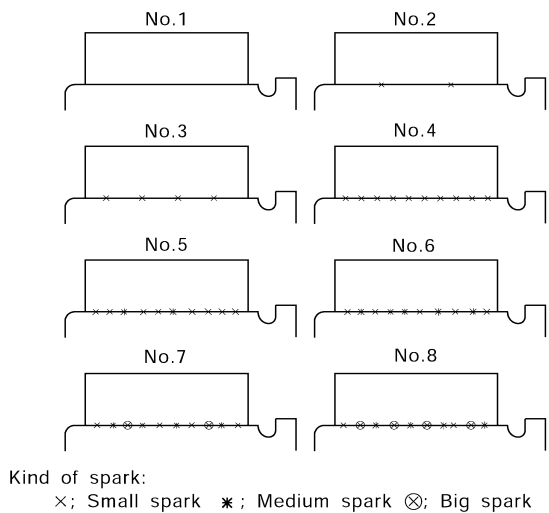 No.1 No.2
No.3 No.4
No.5 No.6
No.7 No.8
Kind of spark:
×; Small spark ✱; Medium spark ⊗; Big spark